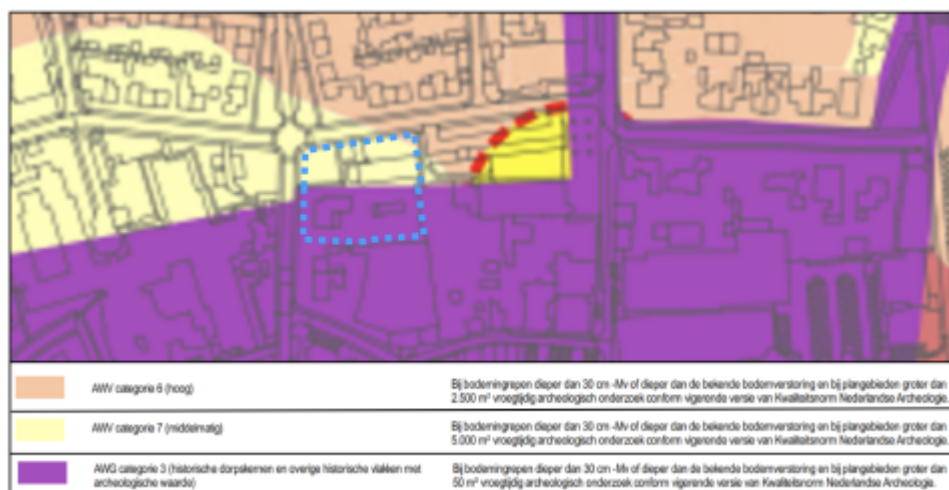 AWV categorie 6 (hoog)
Bij bodemingrepen dieper dan 30 cm -Mv of dieper dan de bekende bodemverstoring en bij plangebieden groter dan
2.500 m² vroegtijdig archeologisch onderzoek conform vigerende versie van Kwaliteitsnorm Nederlandse Archeologie.
AWV categorie 7 (middelmatig)
Bij bodemingrepen dieper dan 30 cm -Mv of dieper dan de bekende bodemverstoring en bij plangebieden groter dan
5.000 m² vroegtijdig archeologisch onderzoek conform vigerende versie van Kwaliteitsnorm Nederlandse Archeologie.
AWG categorie 3 (historische dorpskernen en overige historische vlakken met
archeologische waarde)
Bij bodemingrepen dieper dan 30 cm -Mv of dieper dan de bekende bodemverstoring en bij plangebieden groter dan
50 m² vroegtijdig archeologisch onderzoek conform vigerende versie van Kwaliteitsnorm Nederlandse Archeologie.